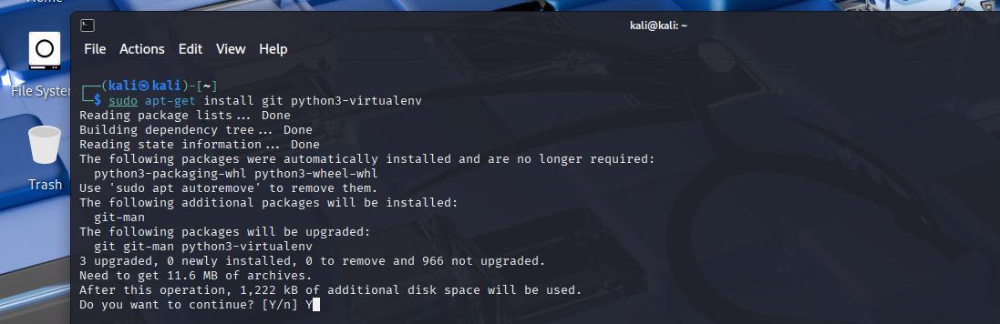 Home
kali@kali: ~
File Actions Edit View Help
File Syster
Trash
┌──(kali㉿kali)-[~]
└─$ sudo apt-get install git python3-virtualenv
Reading package lists... Done
Building dependency tree... Done
Reading state information... Done
The following packages were automatically installed and are no longer required:
  python3-packaging-whl python3-wheel-whl
Use 'sudo apt autoremove' to remove them.
The following additional packages will be installed:
  git-man
The following packages will be upgraded:
  git git-man python3-virtualenv
3 upgraded, 0 newly installed, 0 to remove and 966 not upgraded.
Need to get 11.6 MB of archives.
After this operation, 1,222 kB of additional disk space will be used.
Do you want to continue? [Y/n] Y